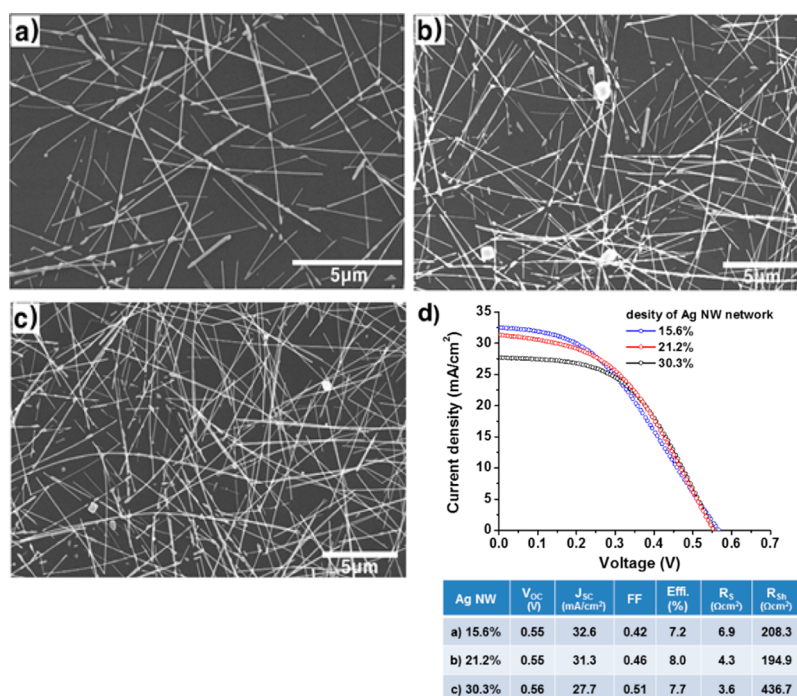 a)
5μm
b)
5μm
c)
5μm
d)
desity of Ag NW network
15.6%
21.2%
30.3%
Current density (mA/cm²)
35
30
25
20
15
10
5
0
0.0 0.1 0.2 0.3 0.4 0.5 0.6 0.7
Voltage (V)
Ag NW V_OC (V) J_SC (mA/cm²) FF Effi. (%) R_S (Ωcm²) R_Sh (Ωcm²)
a) 15.6% 0.55 32.6 0.42 7.2 6.9 208.3
b) 21.2% 0.55 31.3 0.46 8.0 4.3 194.9
c) 30.3% 0.56 27.7 0.51 7.7 3.6 436.7